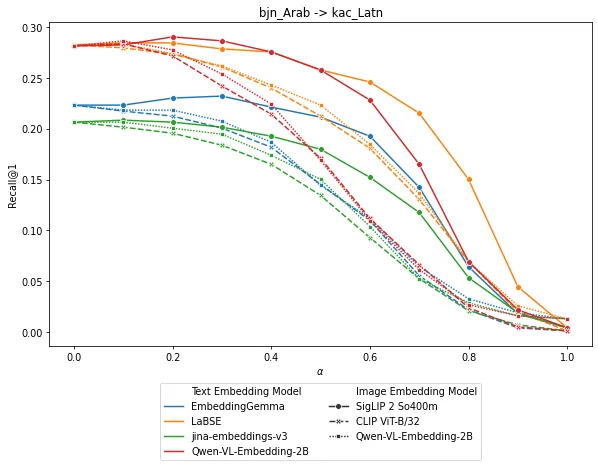 bjn_Arab -> kac_Latn
Recall@1
0.30
0.25
0.20
0.15
0.10
0.05
0.00
0.0 0.2 0.4 0.6 0.8 1.0
α
Text Embedding Model
EmbeddingGemma
LaBSE
jina-embeddings-v3
Qwen-VL-Embedding-2B
Image Embedding Model
SigLIP 2 So400m
CLIP ViT-B/32
Qwen-VL-Embedding-2B